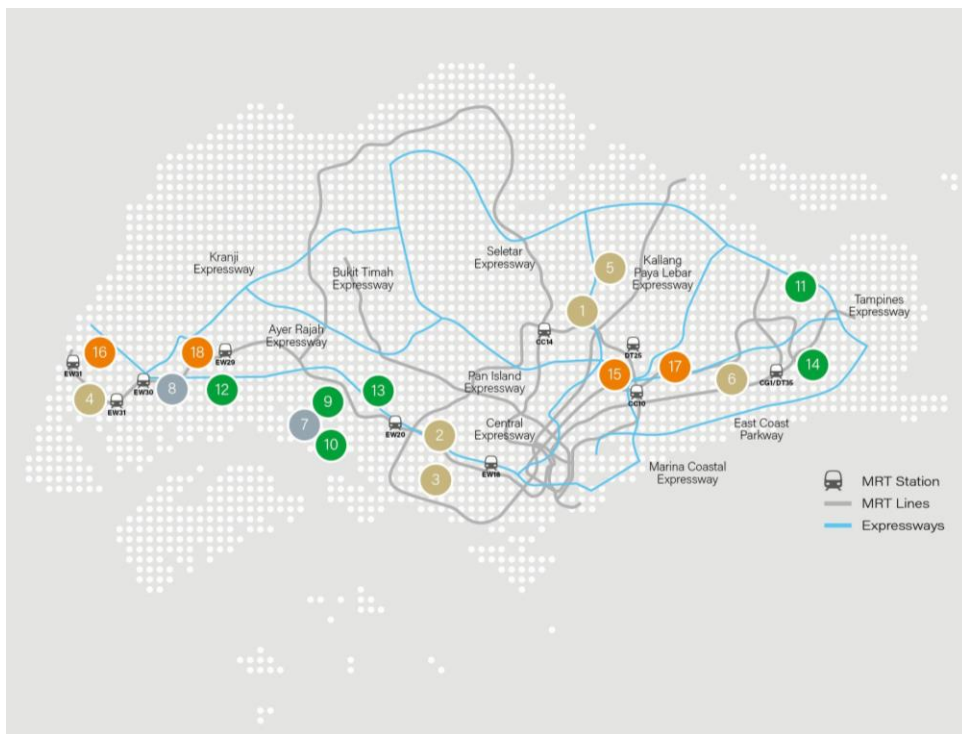 Kranji
Expressway
Bukit Timah
Expressway
Seletar
Expressway
Kallang
Paya Lebar
Expressway
5
1
11
Tampines
Expressway
Ayer Rajah
Expressway
CC14
DT25
16
18
EW29
EW31
EW30
8
12
4
EW31
9
13
7
10
EW20
Pan Island
Expressway
15
17
6
CG1/DT35
14
CC10
2
3
Central
Expressway
EW18
East Coast
Parkway
Marina Coastal
Expressway
MRT Station
MRT Lines
Expressways